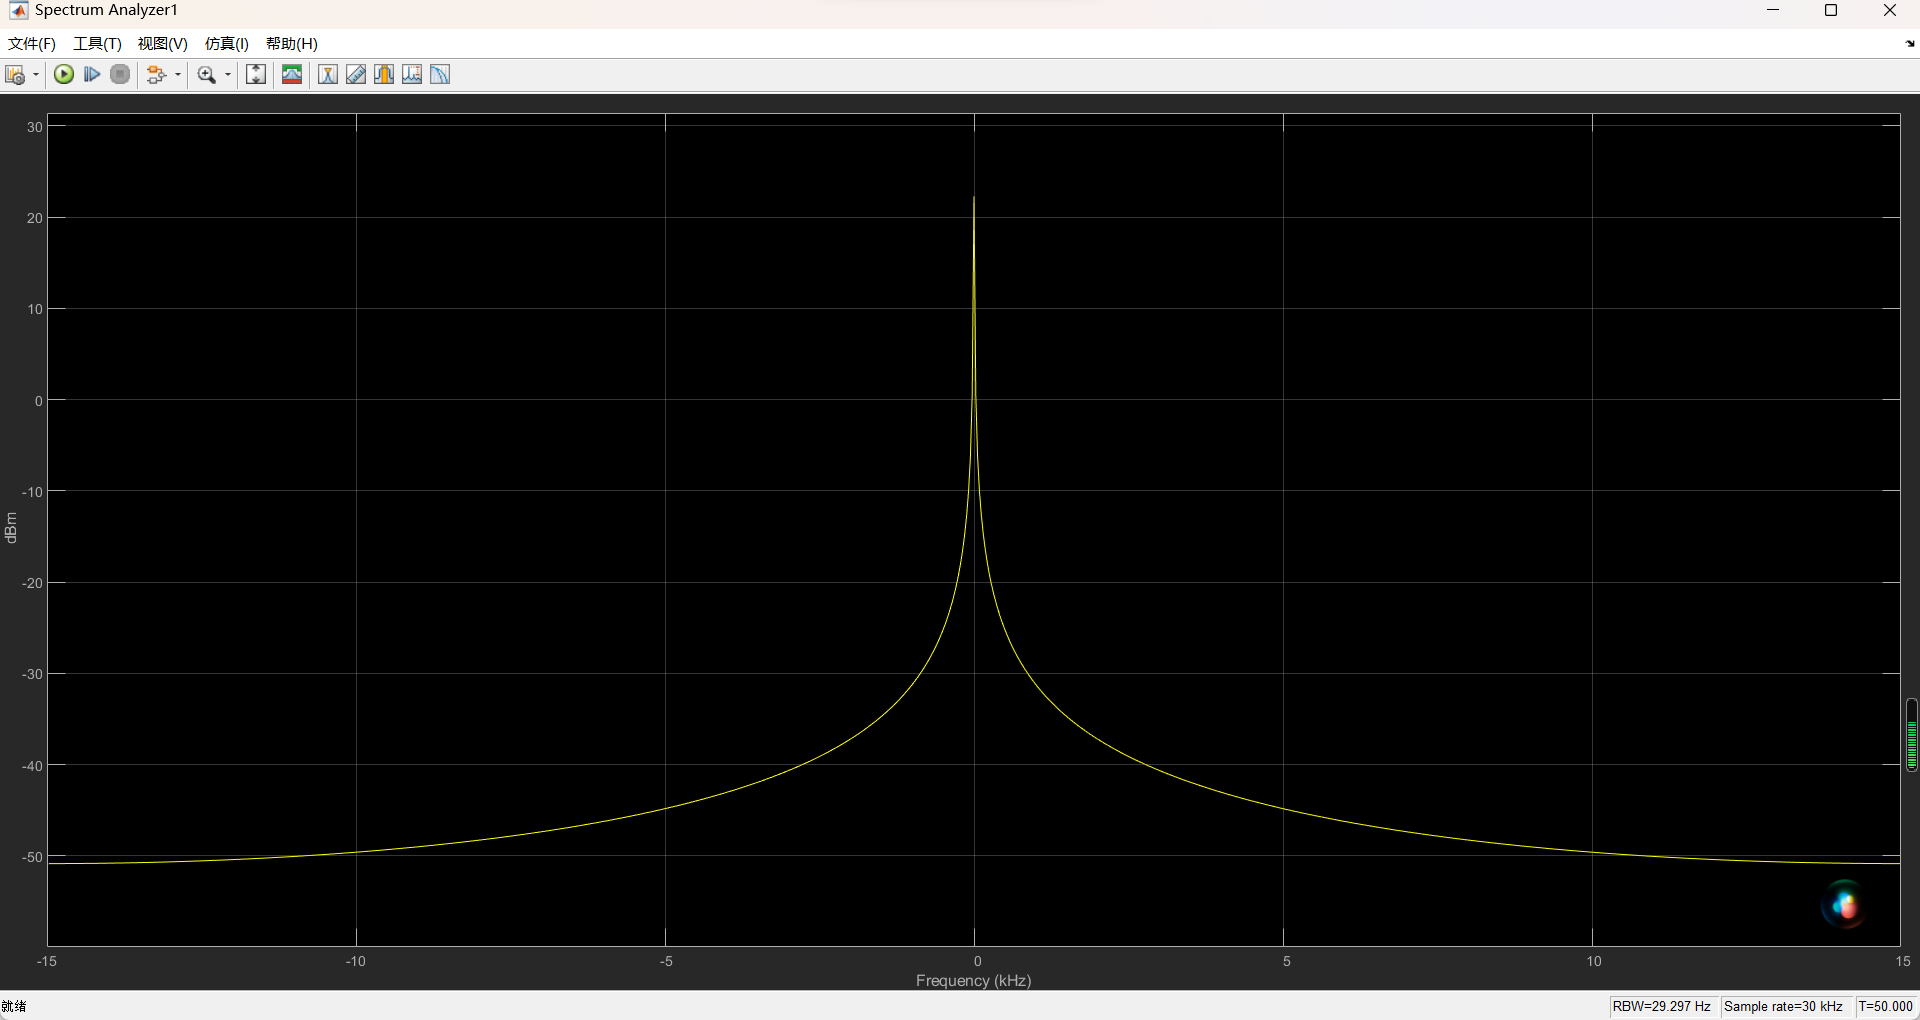 Spectrum Analyzer1
文件(F) 工具(T) 视图(V) 仿真(I) 帮助(H)
30
20
10
0
-10
-20
-30
-40
-50
dBm
-15 -10 -5 0 5 10 15
Frequency (kHz)
就绪 RBW=29.297 Hz Sample rate=30 kHz T=50.000